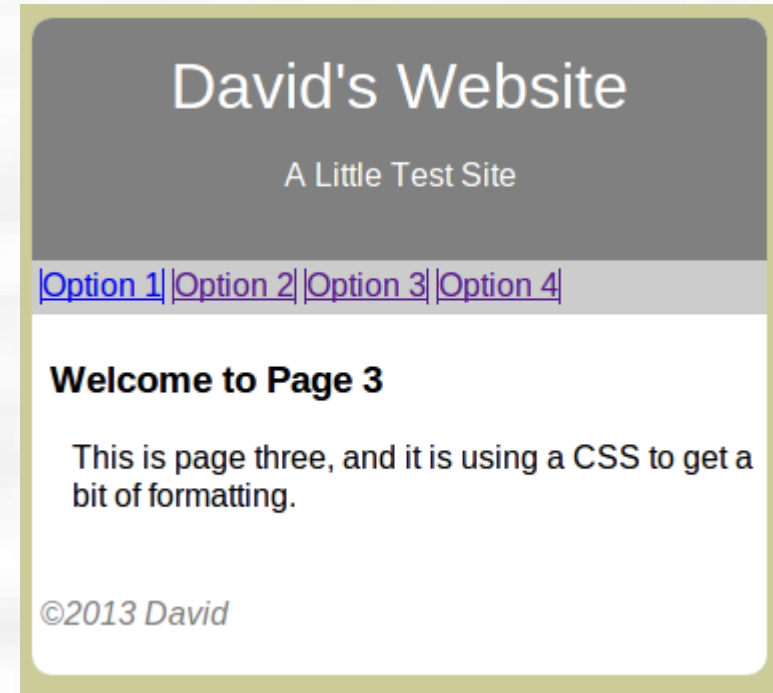 David's Website
A Little Test Site
Option 1 Option 2 Option 3 Option 4
Welcome to Page 3
This is page three, and it is using a CSS to get a
bit of formatting.
©2013 David